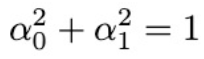 α₀² + α₁² = 1